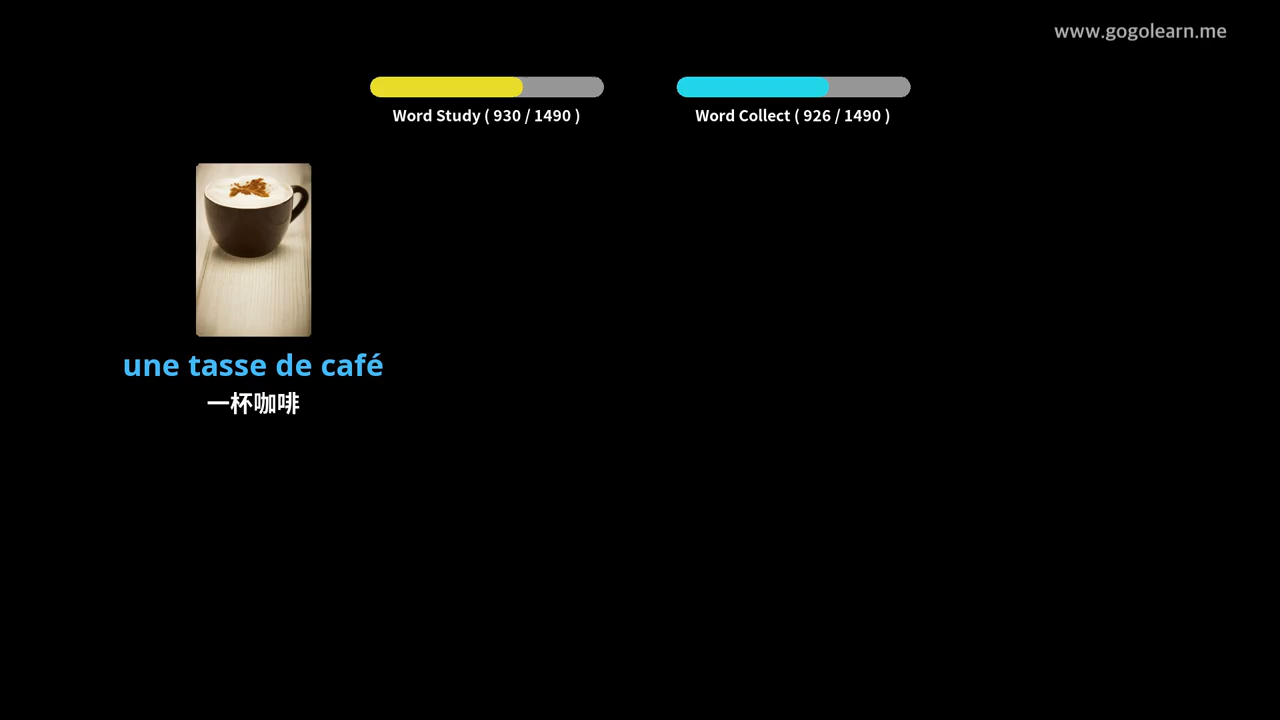 www.gogolearn.me
Word Study ( 930 / 1490 )
Word Collect ( 926 / 1490 )
une tasse de café
一杯咖啡